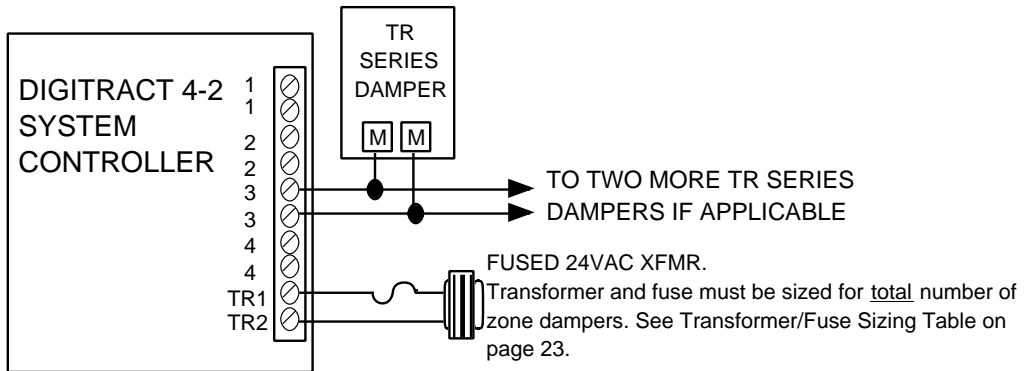 TR
SERIES
DAMPER
M M
DIGITRACT 4-2
SYSTEM
CONTROLLER
1
1
2
2
3
3
4
4
TR1
TR2
TO TWO MORE TR SERIES
DAMPERS IF APPLICABLE
FUSED 24VAC XFMR.
Transformer and fuse must be sized for total number of
zone dampers. See Transformer/Fuse Sizing Table on
page 23.